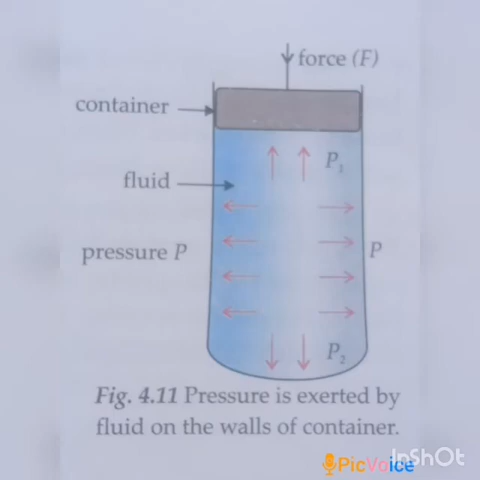 force (F)
container
P₁
fluid
pressure P
P
P₂
Fig. 4.11 Pressure is exerted by
fluid on the walls of container.
InShOt
PicVoice